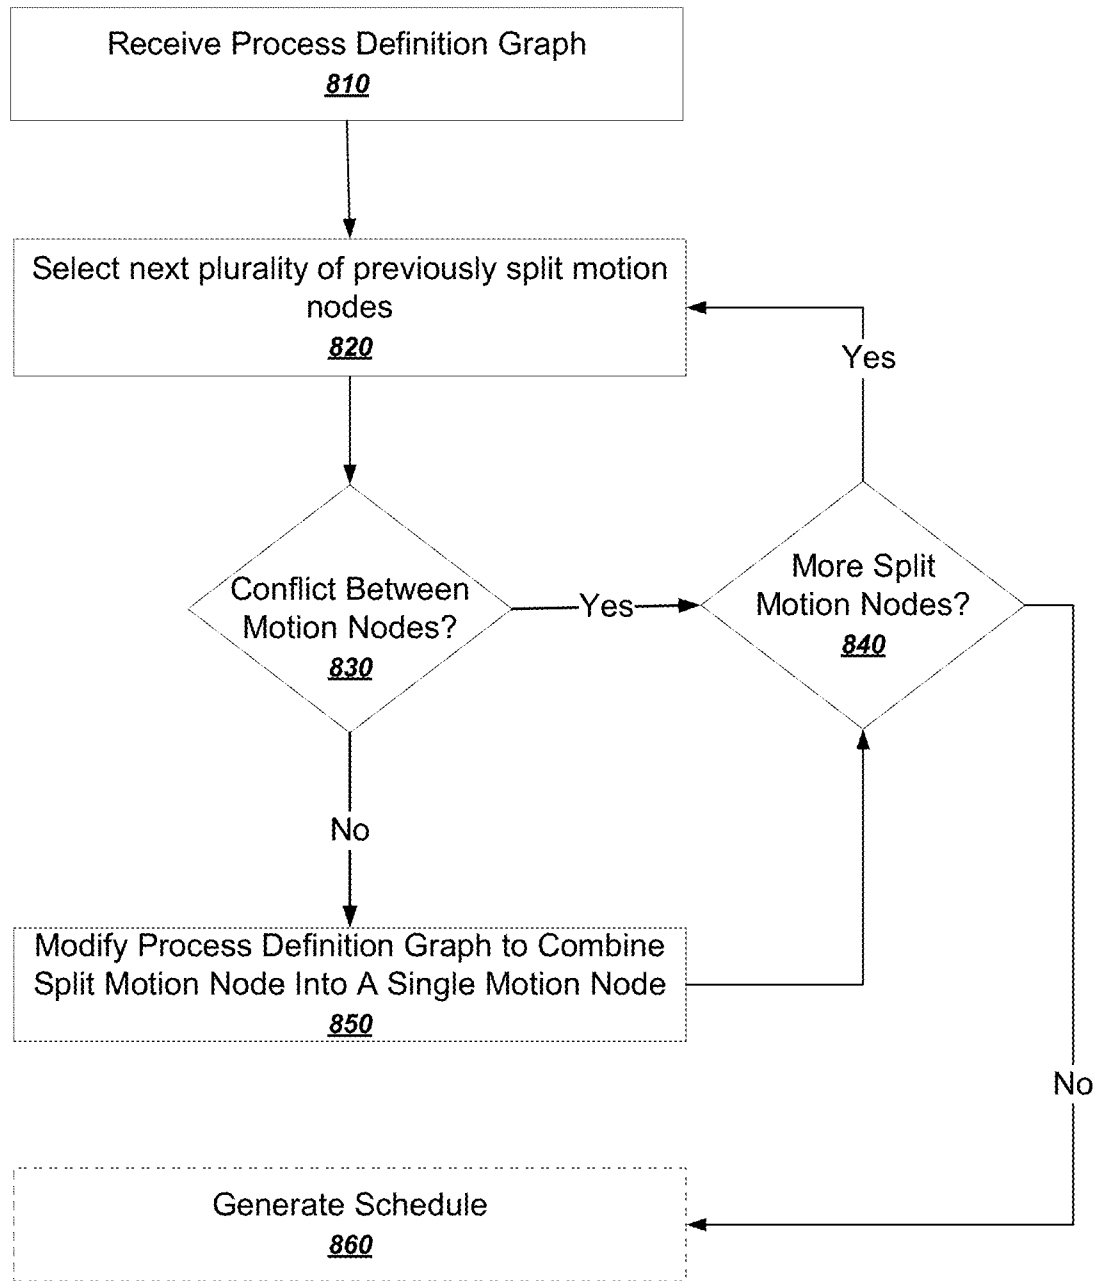 Receive Process Definition Graph
810
Select next plurality of previously split motion
nodes
820
Yes
Conflict Between
Motion Nodes?
830
Yes
More Split
Motion Nodes?
840
No
Modify Process Definition Graph to Combine
Split Motion Node Into A Single Motion Node
850
No
Generate Schedule
860